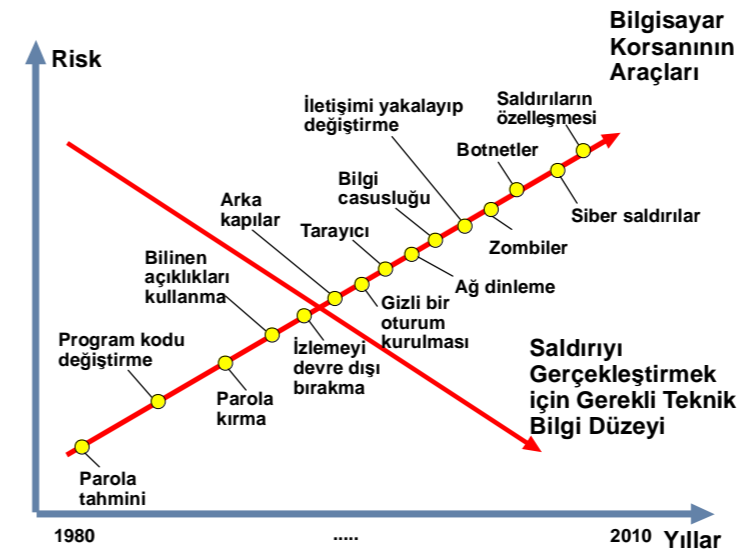 Bilgisayar
Korsanının
Araçları
Risk
Saldırıların
özelleşmesi
İletişimi yakalayıp
değiştirme
Botnetler
Bilgi
casusluğu
Arka
kapılar
Siber saldırılar
Tarayıcı
Zombiler
Bilinen
açıklıkları
kullanma
Ağ dinleme
Gizli bir
oturum
kurulması
Program kodu
değiştirme
İzlemeyi
devre dışı
bırakma
Saldırıyı
Gerçekleştirmek
için Gerekli Teknik
Bilgi Düzeyi
Parola
kırma
Parola
tahmini
1980
.....
2010
Yıllar